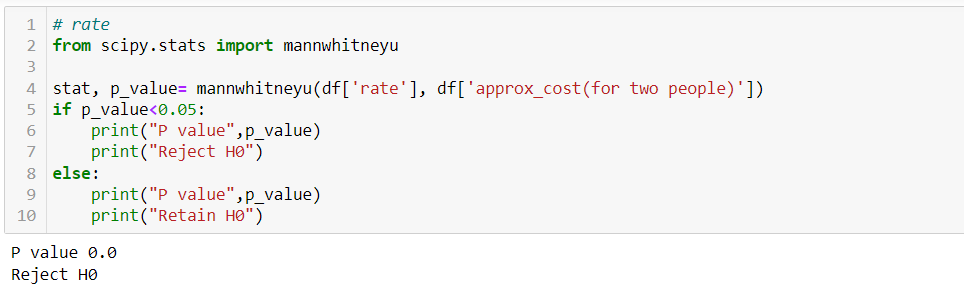 1 # rate
2 from scipy.stats import mannwhitneyu
3
4 stat, p_value= mannwhitneyu(df['rate'], df['approx_cost(for two people)'])
5 if p_value<0.05:
6     print("P value",p_value)
7     print("Reject H0")
8 else:
9     print("P value",p_value)
10     print("Retain H0")
P value 0.0
Reject H0